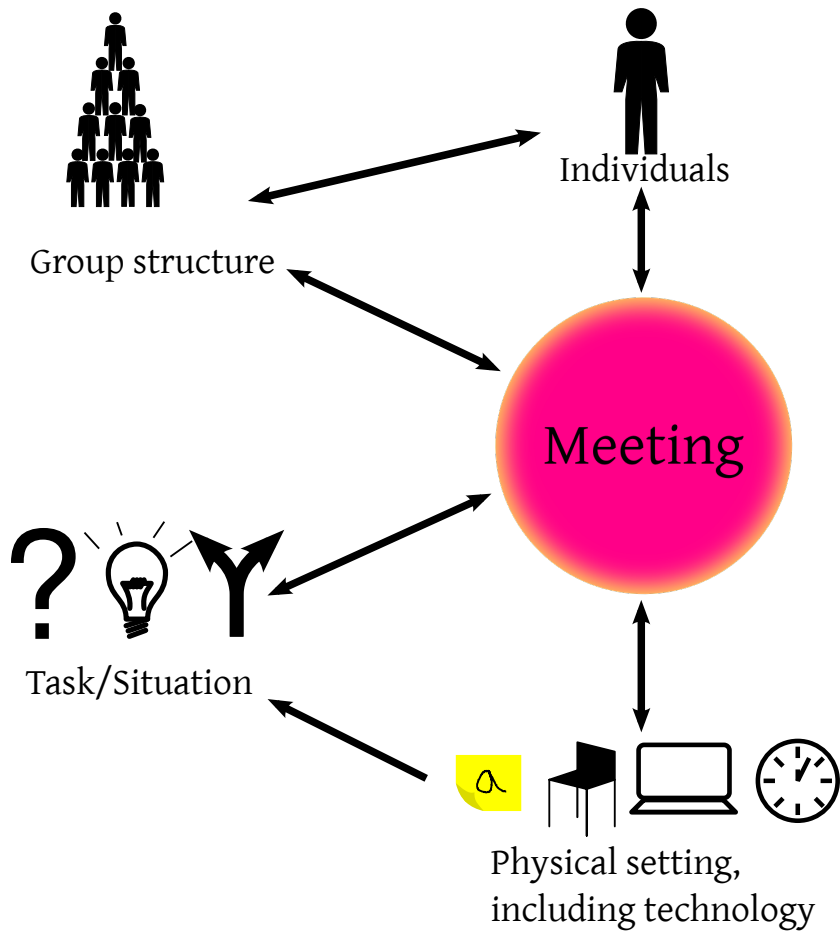 Individuals
Group structure
Meeting
?
Task/Situation
a
Physical setting,
including technology